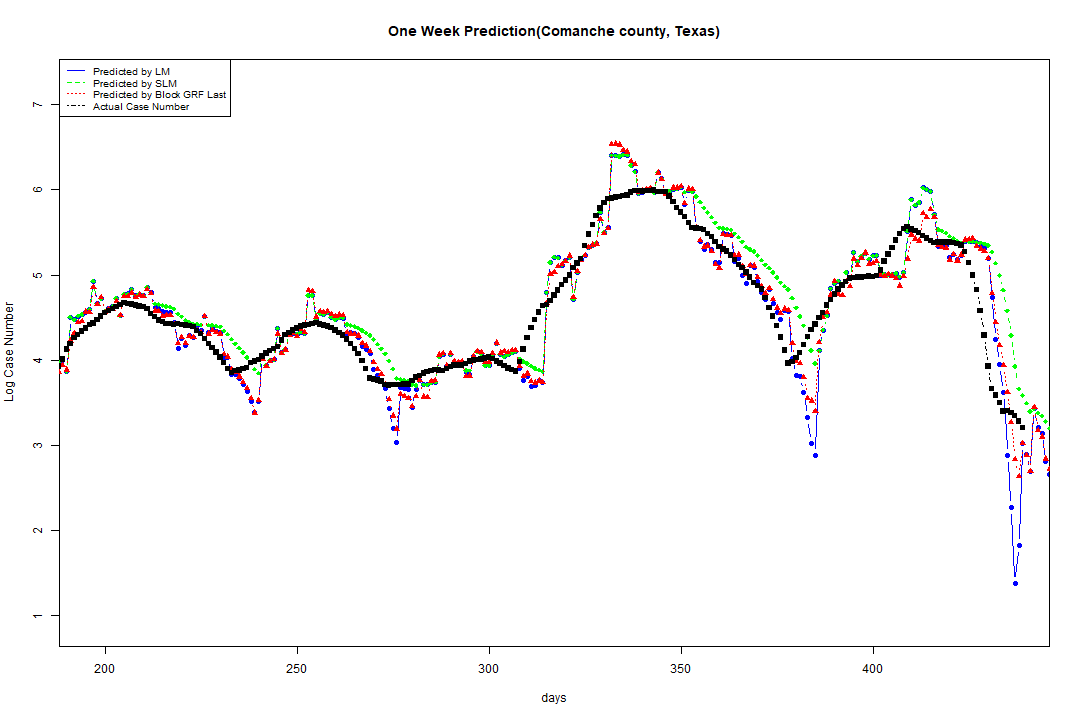 One Week Prediction(Comanche county, Texas)
Predicted by LM
Predicted by SLM
Predicted by Block GRF Last
Actual Case Number
7
6
5
4
3
2
1
Log Case Number
200 250 300 350 400
days